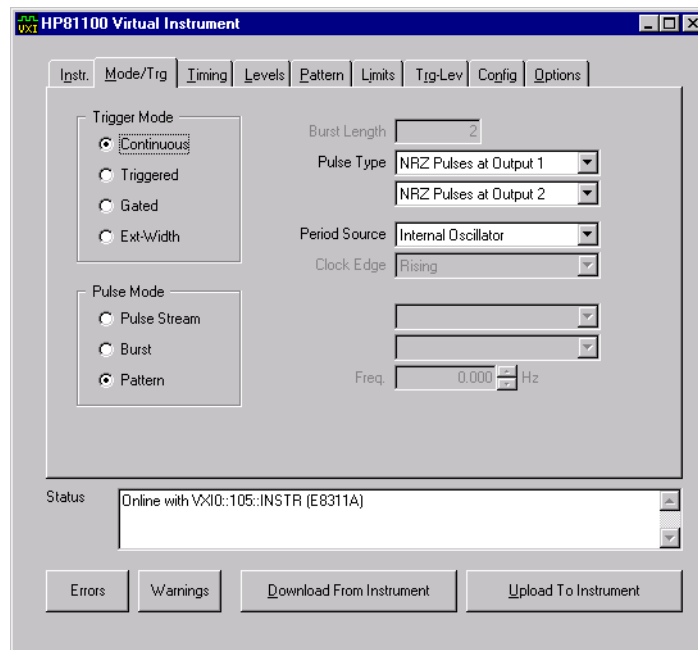 VXI HP81100 Virtual Instrument
Instr. Mode/Trg Timing Levels Pattern Limits Trg-Lev Config Options
Trigger Mode
Continuous
Triggered
Gated
Ext-Width
Burst Length 2
Pulse Type NRZ Pulses at Output 1
NRZ Pulses at Output 2
Period Source Internal Oscillator
Clock Edge Rising
Pulse Mode
Pulse Stream
Burst
Pattern
Freq. 0.000 Hz
Status Online with VXI0::105::INSTR (E8311A)
Errors Warnings Download From Instrument Upload To Instrument